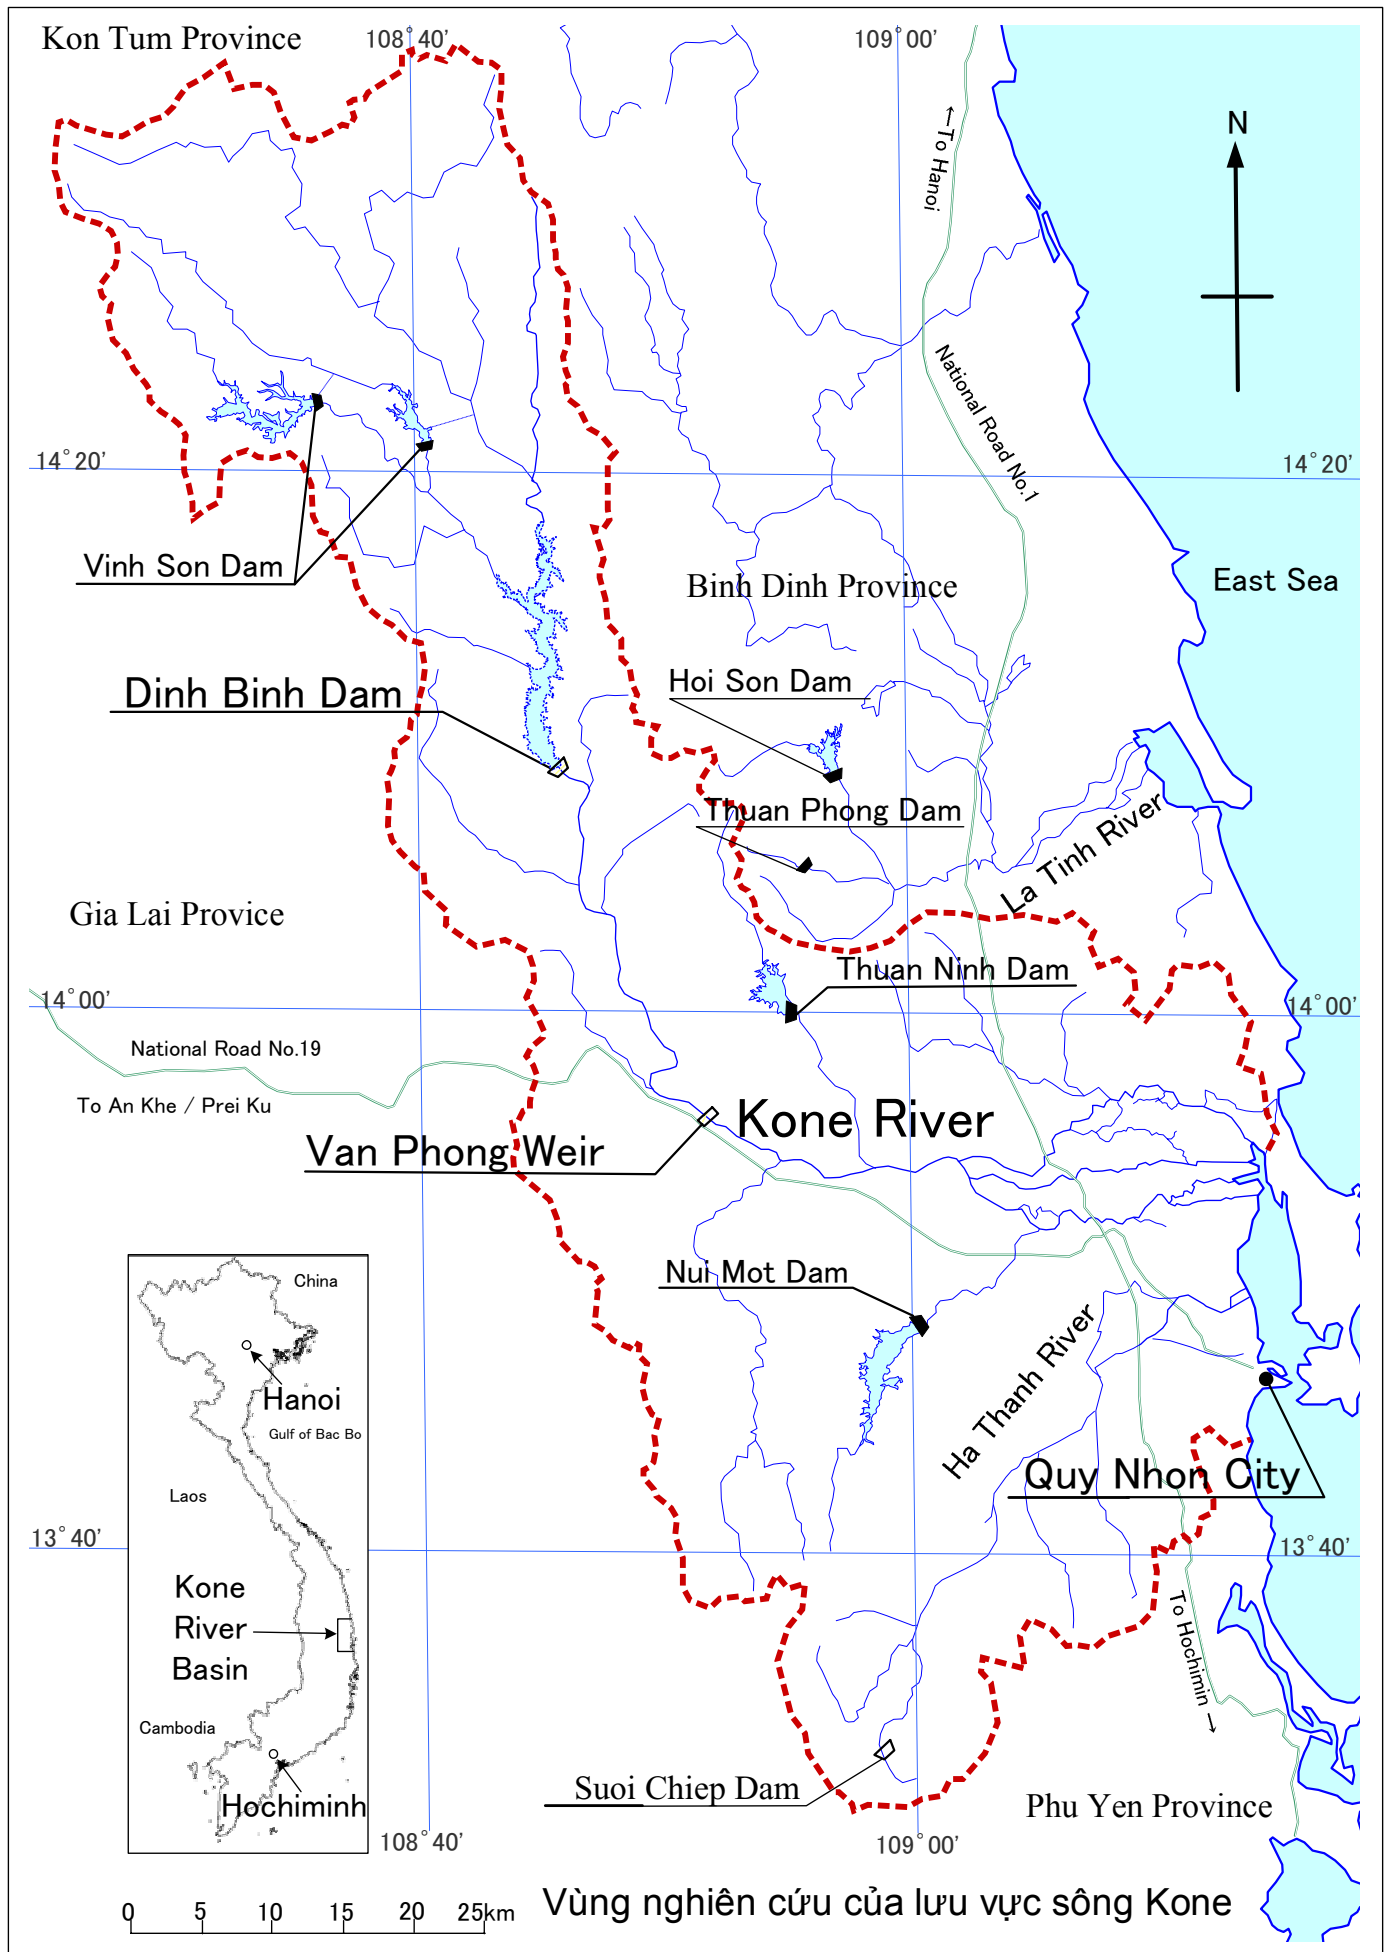 Kon Tum Province
108°40'
109°00'
N
←To Hanoi
National Road No.1
14°20'
14°20'
Vinh Son Dam
Binh Dinh Province
East Sea
Dinh Binh Dam
Hoi Son Dam
Thuan Phong Dam
La Tinh River
Gia Lai Provice
Thuan Ninh Dam
14°00'
14°00'
National Road No.19
To An Khe / Prei Ku
Kone River
Van Phong Weir
Nui Mot Dam
China
Hanoi
Gulf of Bac Bo
Ha Thanh River
Quy Nhon City
Laos
13°40'
13°40'
Kone
River
Basin
To Hochimin →
Cambodia
Hochiminh
Suoi Chiep Dam
Phu Yen Province
108°40'
109°00'
0 5 10 15 20 25km
Vùng nghiên cứu của lưu vực sông Kone